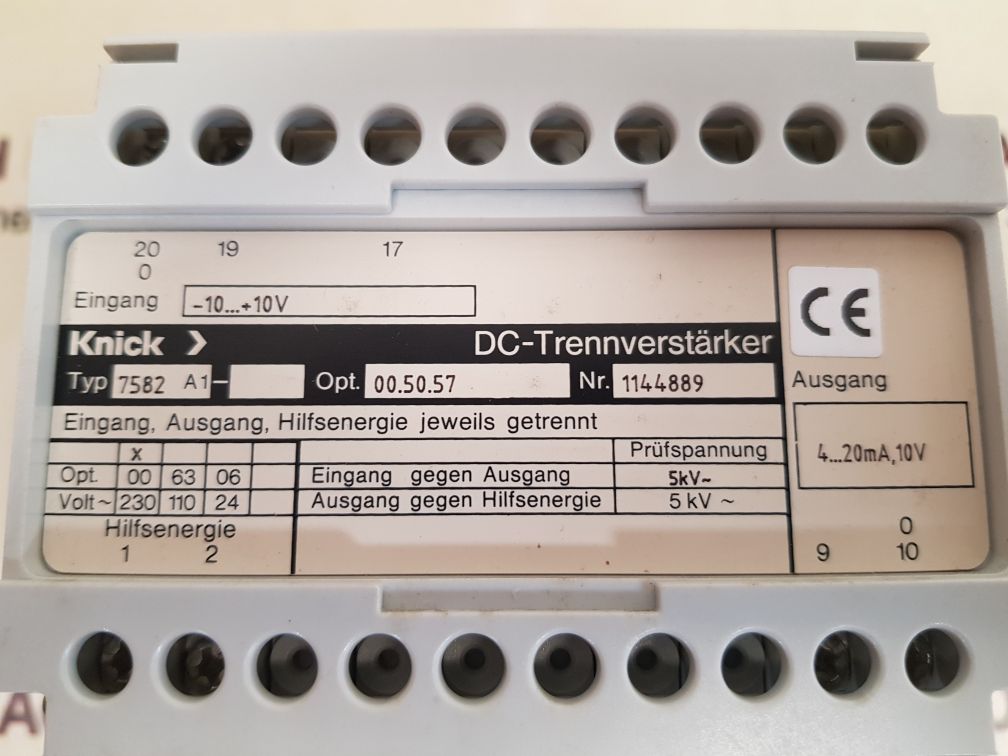 20 19 17
0
Eingang -10...+10V
Knick > DC-Trennverstärker
Typ 7582 A1- Opt. 00.50.57 Nr. 1144889
Eingang, Ausgang, Hilfsenergie jeweils getrennt
x Prüfspannung
Opt. 00 63 06 Eingang gegen Ausgang 5kV~
Volt~ 230 110 24 Ausgang gegen Hilfsenergie 5 kV ~
Hilfsenergie
1 2
CE
Ausgang
4...20mA,10V
0
9 10